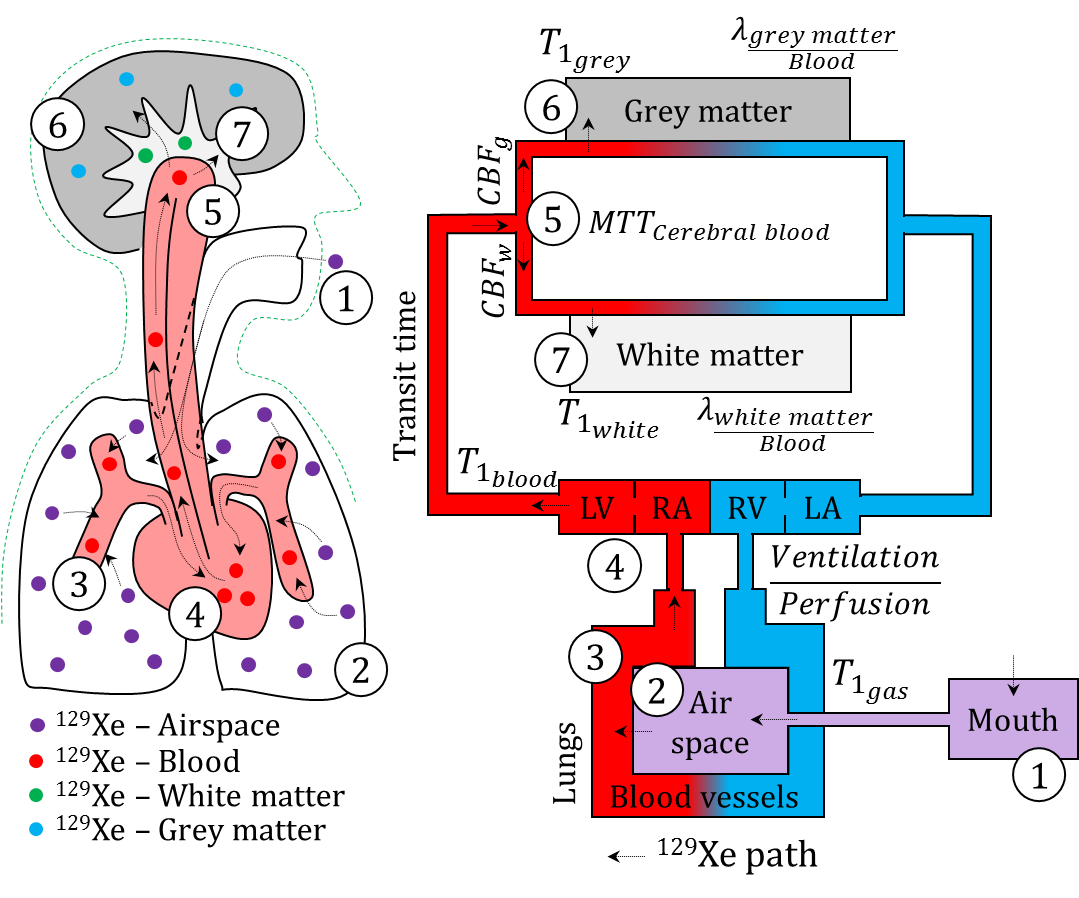 6
7
5
1
3
4
2
¹²⁹Xe – Airspace
¹²⁹Xe – Blood
¹²⁹Xe – White matter
¹²⁹Xe – Grey matter
T₁grey
λgrey matter
Blood
6
Grey matter
CBFg
5
MTTCerebral blood
CBFw
7
White matter
T₁white
λwhite matter
Blood
Transit time
T₁blood
LV
RA
RV
LA
4
Ventilation
Perfusion
3
2
Air
space
T₁gas
Mouth
1
Lungs
Blood vessels
¹²⁹Xe path